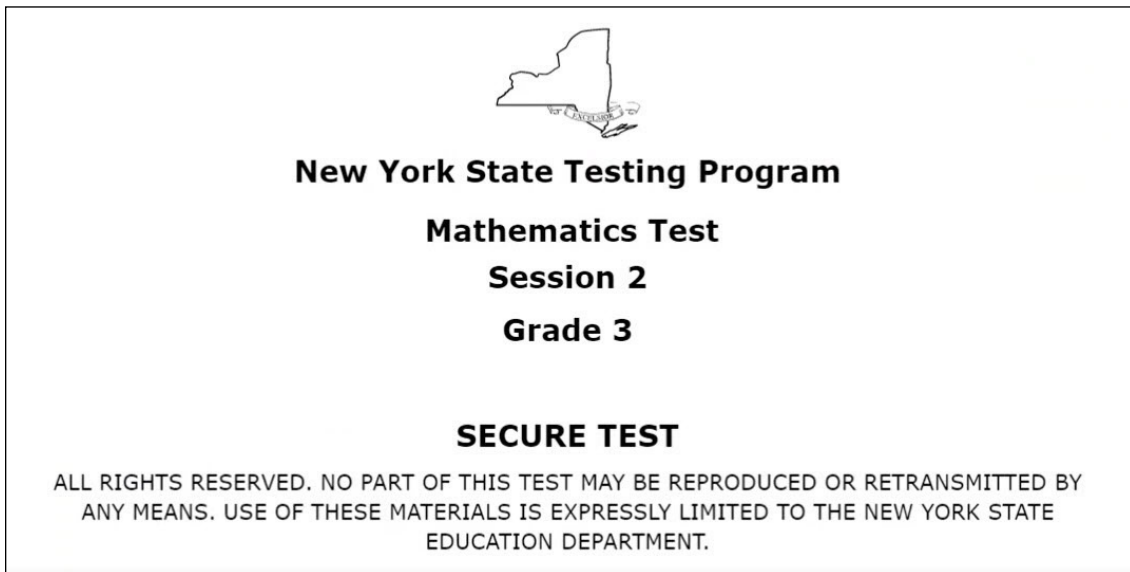 EXCELSIOR
New York State Testing Program
Mathematics Test
Session 2
Grade 3
SECURE TEST
ALL RIGHTS RESERVED. NO PART OF THIS TEST MAY BE REPRODUCED OR RETRANSMITTED BY
ANY MEANS. USE OF THESE MATERIALS IS EXPRESSLY LIMITED TO THE NEW YORK STATE
EDUCATION DEPARTMENT.